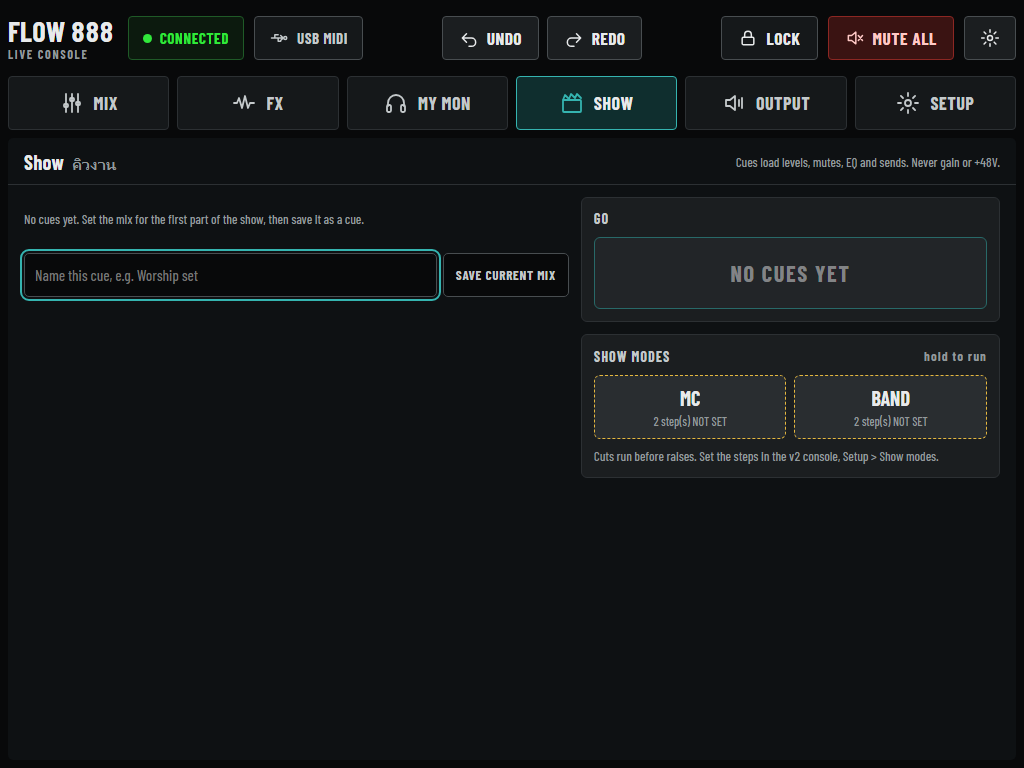 FLOW 888
LIVE CONSOLE
CONNECTED
USB MIDI
UNDO
REDO
LOCK
MUTE ALL
MIX
FX
MY MON
SHOW
OUTPUT
SETUP
Show คิวงาน
Cues load levels, mutes, EQ and sends. Never gain or +48V.
No cues yet. Set the mix for the first part of the show, then save it as a cue.
Name this cue, e.g. Worship set
SAVE CURRENT MIX
GO
NO CUES YET
SHOW MODES
hold to run
MC
2 step(s) NOT SET
BAND
2 step(s) NOT SET
Cuts run before raises. Set the steps in the v2 console, Setup > Show modes.